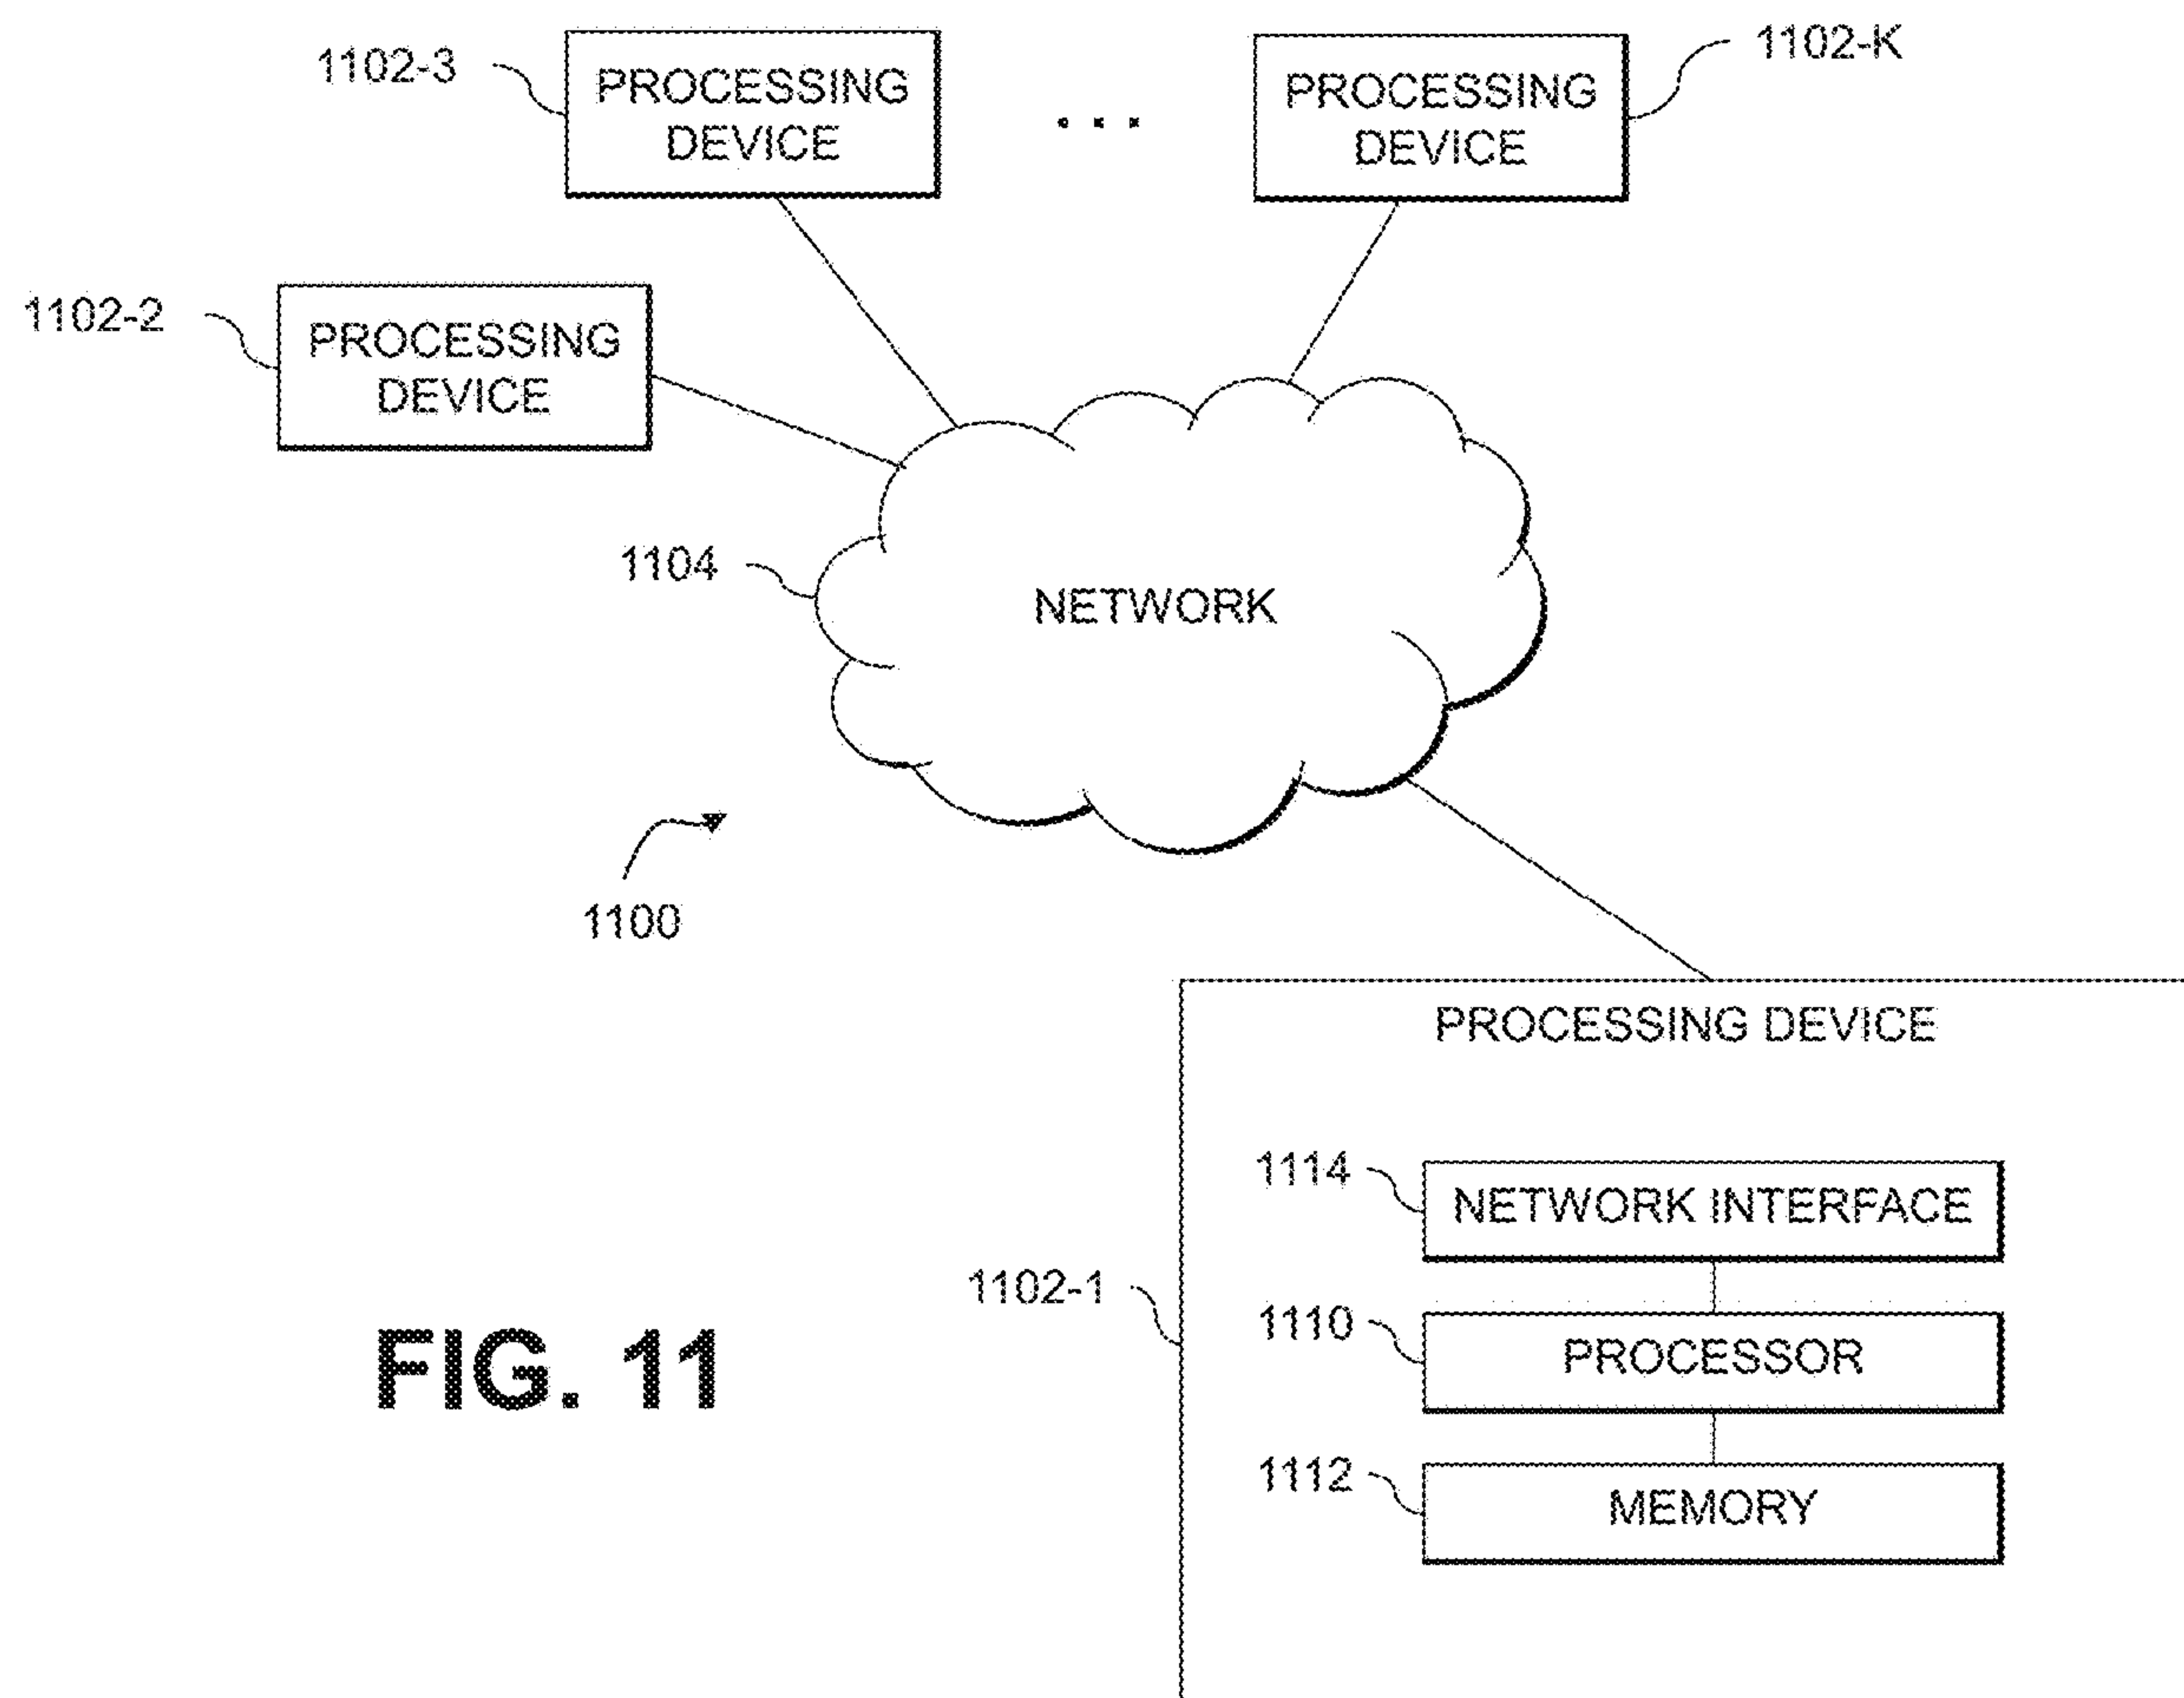 1102-3
PROCESSING
DEVICE
. . .
PROCESSING
DEVICE
1102-K
1102-2
PROCESSING
DEVICE
1104
NETWORK
1100
PROCESSING DEVICE
1114
NETWORK INTERFACE
1102-1
1110
PROCESSOR
1112
MEMORY
FIG. 11